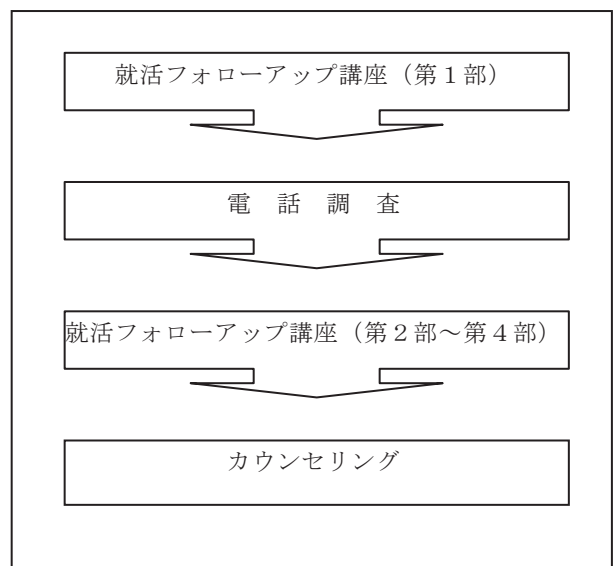 就活フォローアップ講座（第１部）
電　話　調　査
就活フォローアップ講座（第２部～第４部）
カウンセリング